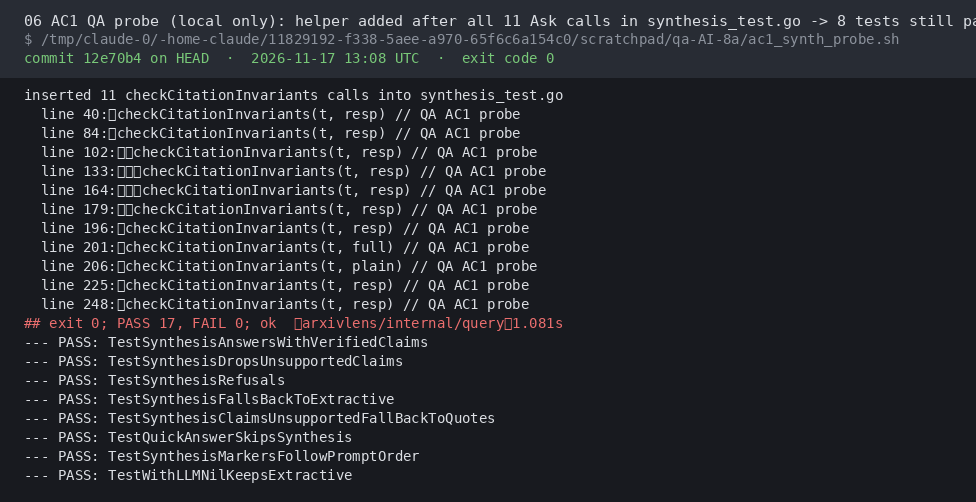 06 AC1 QA probe (local only): helper added after all 11 Ask calls in synthesis_test.go -> 8 tests still pa
$ /tmp/claude-0/-home-claude/11829192-f338-5aee-a970-65f6c6a154c0/scratchpad/qa-AI-8a/ac1_synth_probe.sh
commit 12e70b4 on HEAD · 2026-11-17 13:08 UTC · exit code 0
inserted 11 checkCitationInvariants calls into synthesis_test.go
line 40: checkCitationInvariants(t, resp) // QA AC1 probe
line 84: checkCitationInvariants(t, resp) // QA AC1 probe
line 102: checkCitationInvariants(t, resp) // QA AC1 probe
line 133: checkCitationInvariants(t, resp) // QA AC1 probe
line 164: checkCitationInvariants(t, resp) // QA AC1 probe
line 179: checkCitationInvariants(t, resp) // QA AC1 probe
line 196: checkCitationInvariants(t, resp) // QA AC1 probe
line 201: checkCitationInvariants(t, full) // QA AC1 probe
line 206: checkCitationInvariants(t, plain) // QA AC1 probe
line 225: checkCitationInvariants(t, resp) // QA AC1 probe
line 248: checkCitationInvariants(t, resp) // QA AC1 probe
## exit 0; PASS 17, FAIL 0; ok arxivlens/internal/query 1.081s
--- PASS: TestSynthesisAnswersWithVerifiedClaims
--- PASS: TestSynthesisDropsUnsupportedClaims
--- PASS: TestSynthesisRefusals
--- PASS: TestSynthesisFallsBackToExtractive
--- PASS: TestSynthesisClaimsUnsupportedFallBackToQuotes
--- PASS: TestQuickAnswerSkipsSynthesis
--- PASS: TestSynthesisMarkersFollowPromptOrder
--- PASS: TestWithLLMNilKeepsExtractive